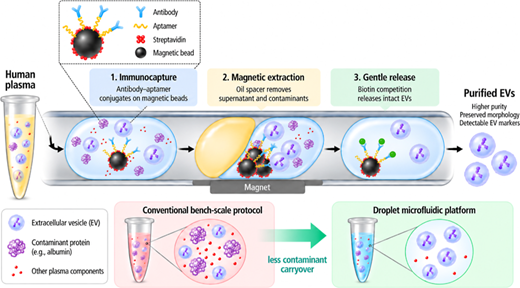 Antibody
Aptamer
Streptavidin
Magnetic bead
Human
plasma
1. Immunocapture
Antibody–aptamer
conjugates on magnetic beads
2. Magnetic extraction
Oil spacer removes
supernatant and contaminants
3. Gentle release
Biotin competition
releases intact EVs
Purified EVs
Higher purity
Preserved morphology
Detectable EV markers
Magnet
Extracellular vesicle (EV)
Contaminant protein
(e.g., albumin)
Other plasma components
Conventional bench-scale protocol
less contaminant
carryover
Droplet microfluidic platform